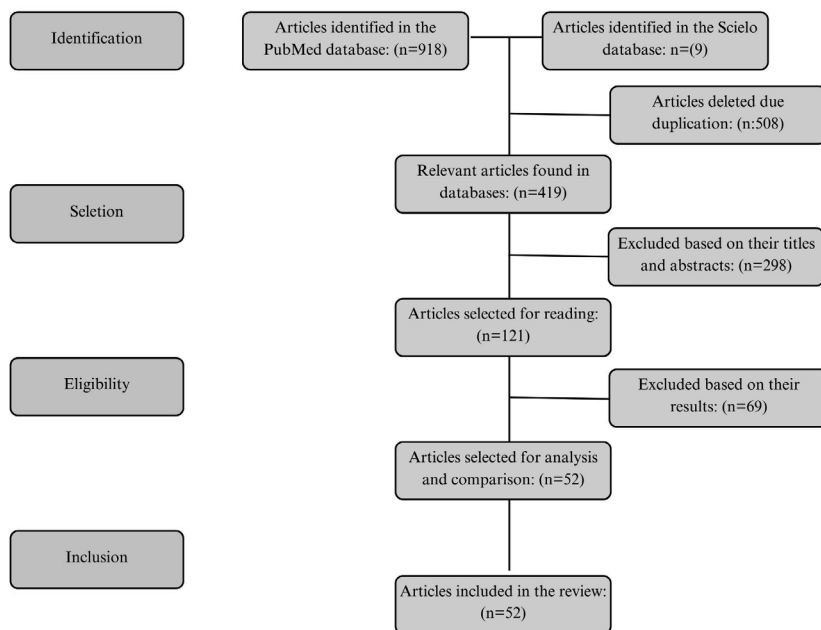 Identification
Articles identified in the
PubMed database: (n=918)
Articles identified in the Scielo
database: n=(9)
Articles deleted due
duplication: (n:508)
Seletion
Relevant articles found in
databases: (n=419)
Excluded based on their titles
and abstracts: (n=298)
Articles selected for reading:
(n=121)
Eligibility
Excluded based on their
results: (n=69)
Articles selected for analysis
and comparison: (n=52)
Inclusion
Articles included in the review:
(n=52)